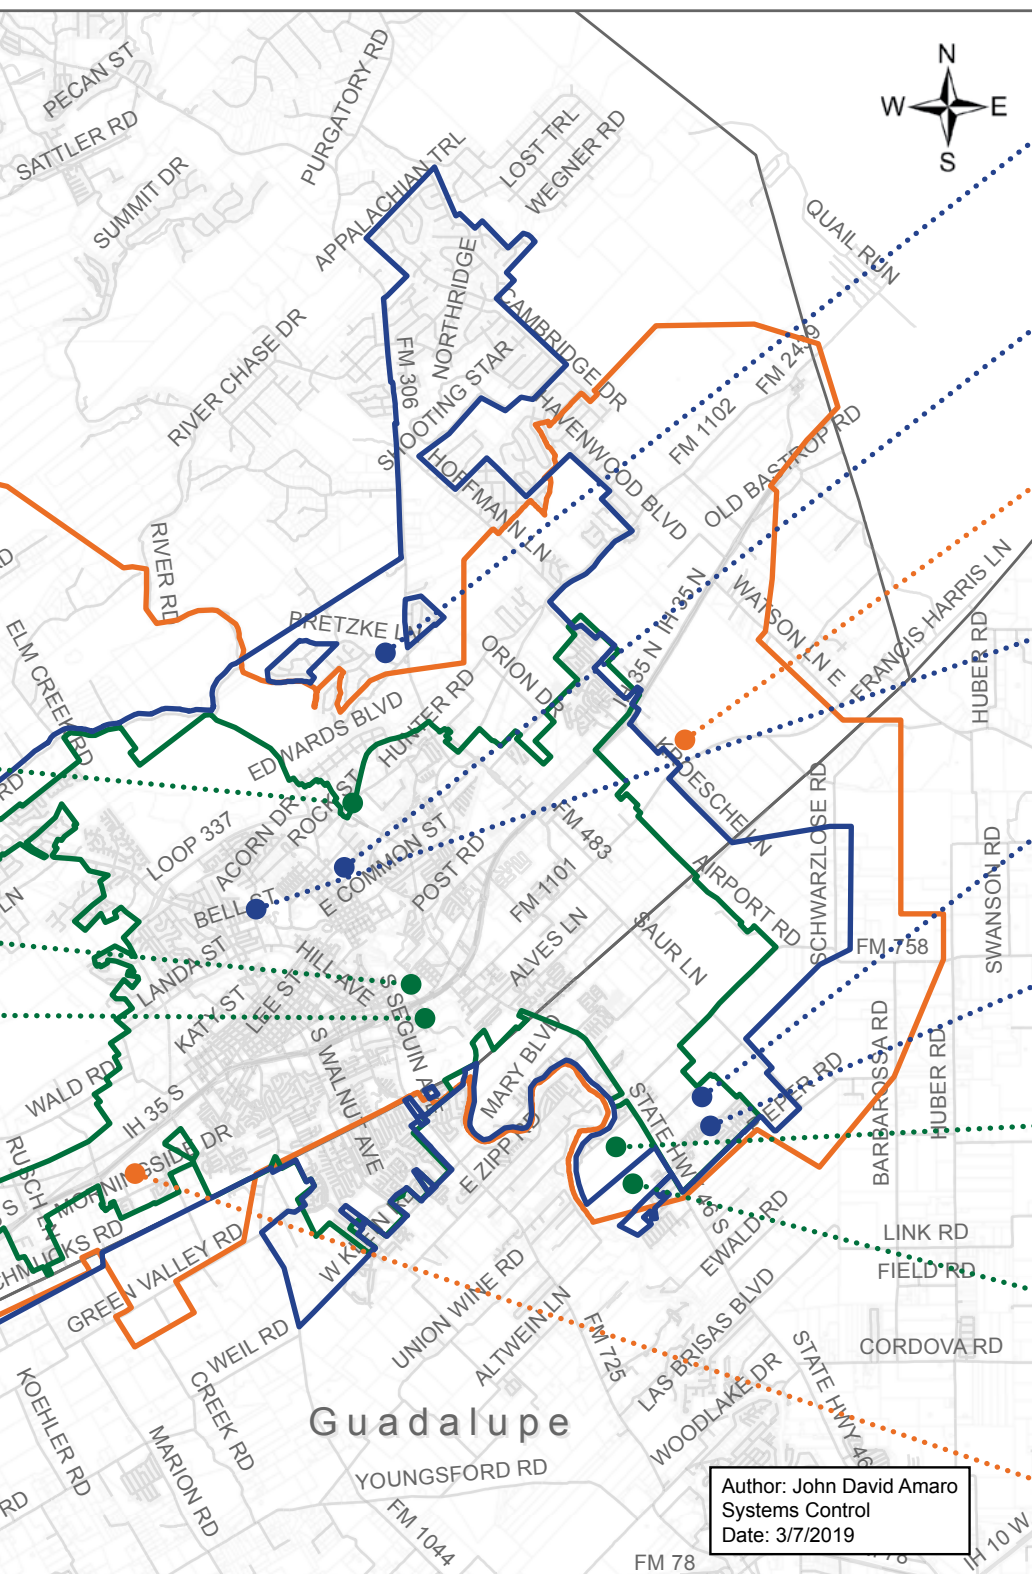 N
W
E
S
PECAN ST
SATTLER RD
SUMMIT DR
PURGATORY RD
APPALACHIAN TRL
LOST TRL
WEGNER RD
QUAIL RUN
NORTHRIDGE
CAMBRIDGE DR
RIVER CHASE DR
FM 306
SHOOTING STAR
FM 2439
FM 1102
HAVENWOOD BLVD
OLD BASTROP RD
HOFFMANN LN
RIVER RD
PRETZKE LN
ORION DR
IH 35 N
IH 35 N
WATSON LN E
FRANCIS HARRIS LN
HUBER RD
ELM CREEK RD
EDWARDS BLVD
HUNTER RD
RD
RD
KROESCHE LN
SCHWARZLOSE RD
SWANSON RD
LOOP 337
ACORN DR
ROCK ST
E COMMON ST
POST RD
FM 483
FM 1101
AIRPORT RD
LN
BELL ST
LANDA ST
HILL AVE
ALVES LN
SAUR LN
FM 758
KATY ST
LEE ST
S SEGUIN AVE
S WALNUT AVE
MARY BLVD
WALD RD
IH 35 S
BARBAROSSA RD
HUBER RD
E ZIPP RD
STATE HWY 46 S
MORNINGSIDE DR
S
EWALD RD
LINK RD
FIELD RD
GREEN VALLEY RD
UNION WINE RD
ALTWEIN LN
FM 725
LAS BRISAS BLVD
CORDOVA RD
WEIL RD
WOODLAKE DR
STATE HWY 46
KOEHLER RD
CREEK RD
MARION RD
Guadalupe
YOUNGSFORD RD
RD
FM 1044
FM 78
IH 10 W
Author: John David Amaro
Systems Control
Date: 3/7/2019